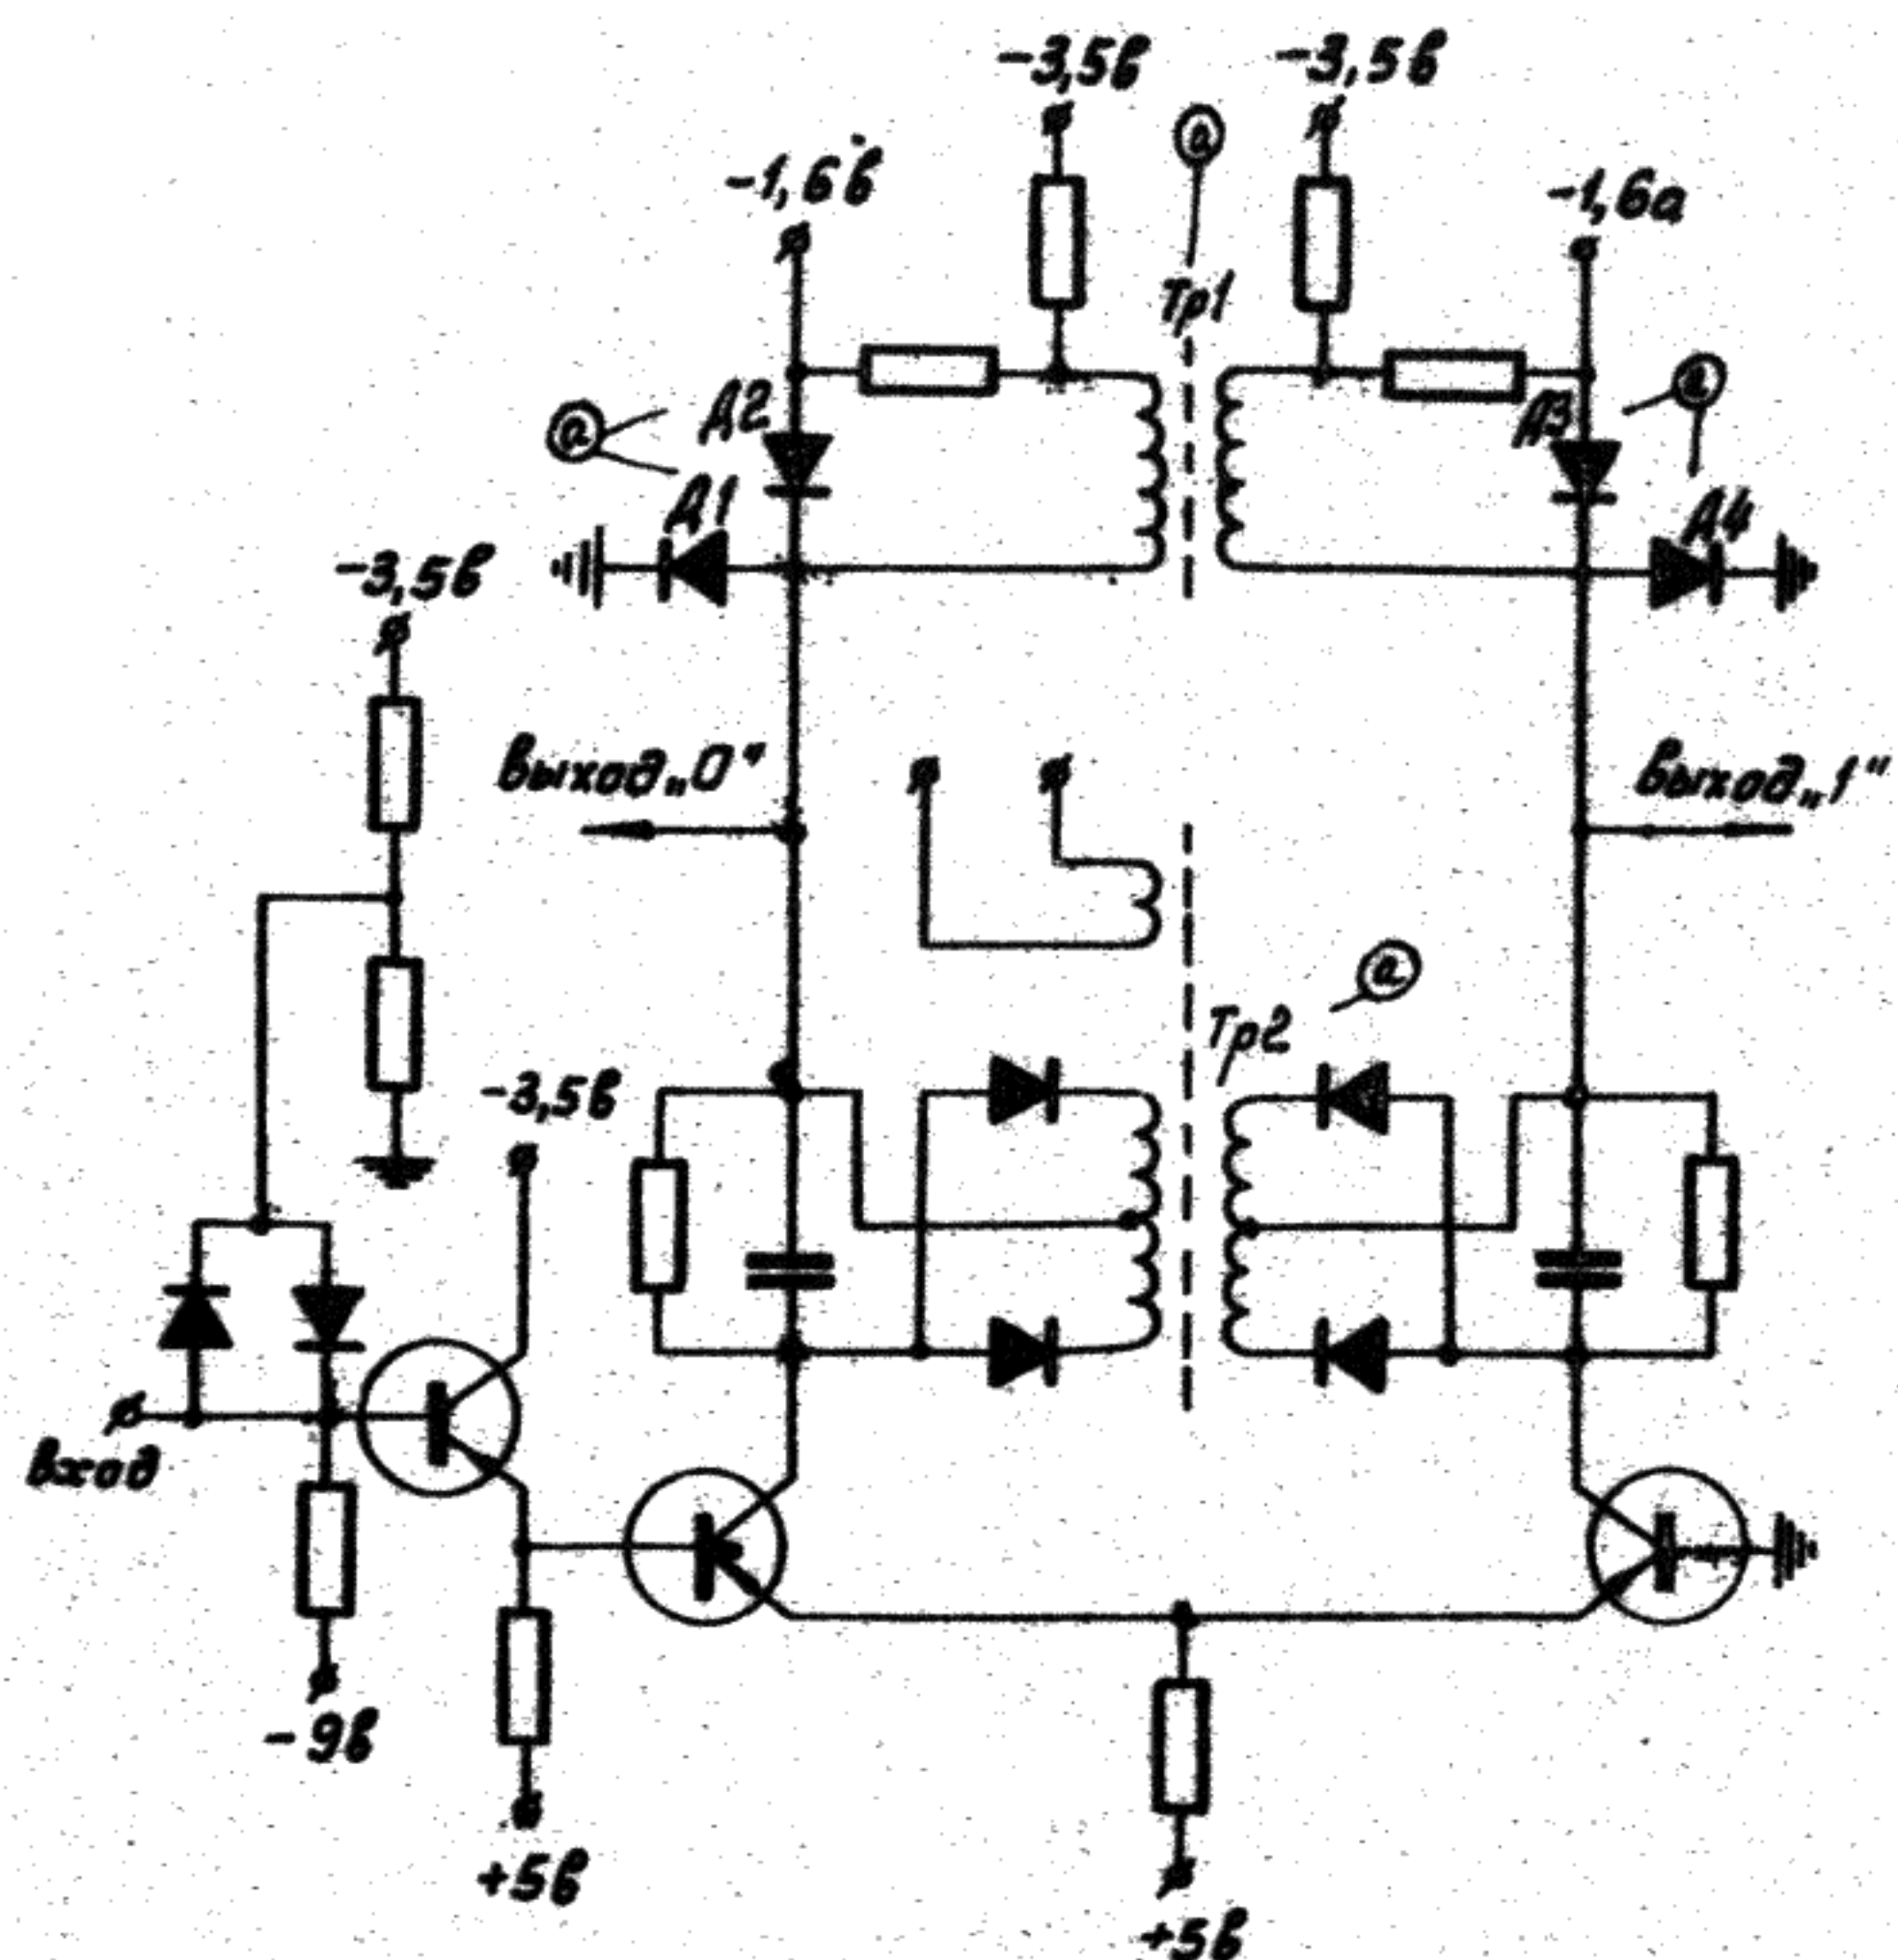 -3,5в
-3,5в
а
-1,6в
-1,6а
Тр1
Д2
Д3
а
а
Д1
Д4
-3,5в
выход „0"
выход „1"
а
Тр2
-3,5в
вход
-9в
+5в
+5в